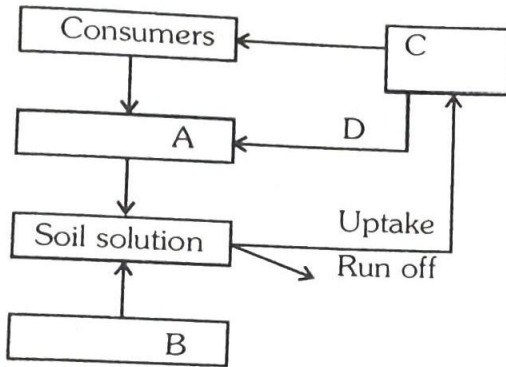 Consumers
C
A
D
Soil solution
Uptake
Run off
B